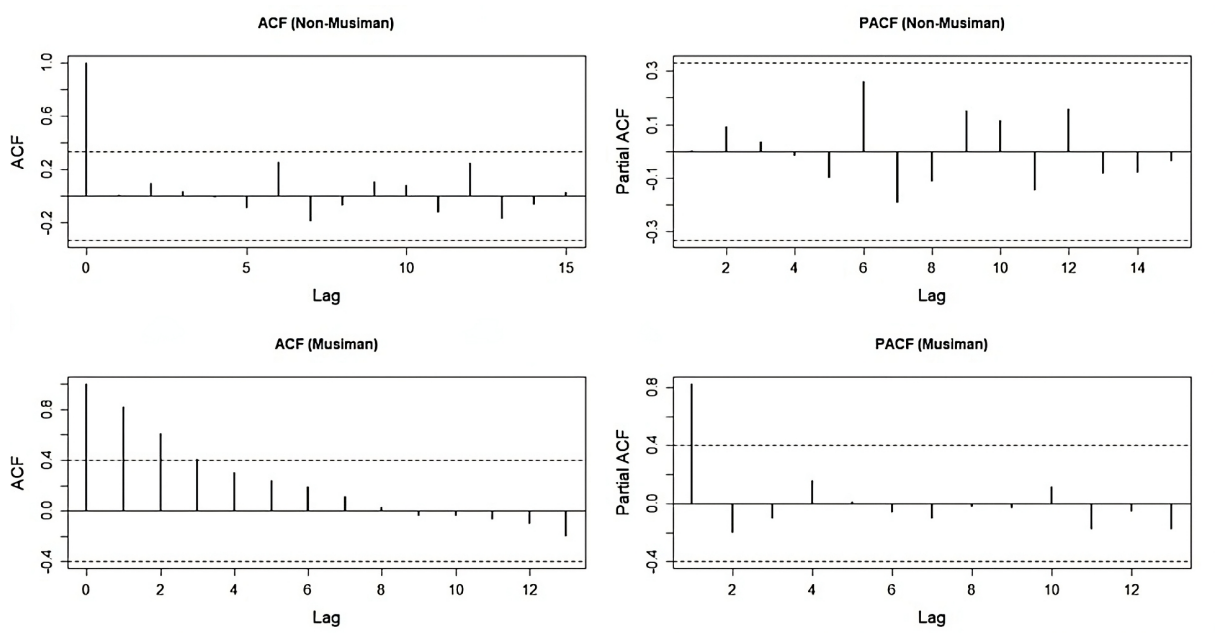 ACF (Non-Musiman)
ACF
1.0
0.6
0.2
-0.2
0 5 10 15
Lag
PACF (Non-Musiman)
Partial ACF
0.3
0.1
-0.1
-0.3
2 4 6 8 10 12 14
Lag
ACF (Musiman)
ACF
0.8
0.4
0.0
-0.4
0 2 4 6 8 10 12
Lag
PACF (Musiman)
Partial ACF
0.8
0.4
0.0
-0.4
2 4 6 8 10 12
Lag